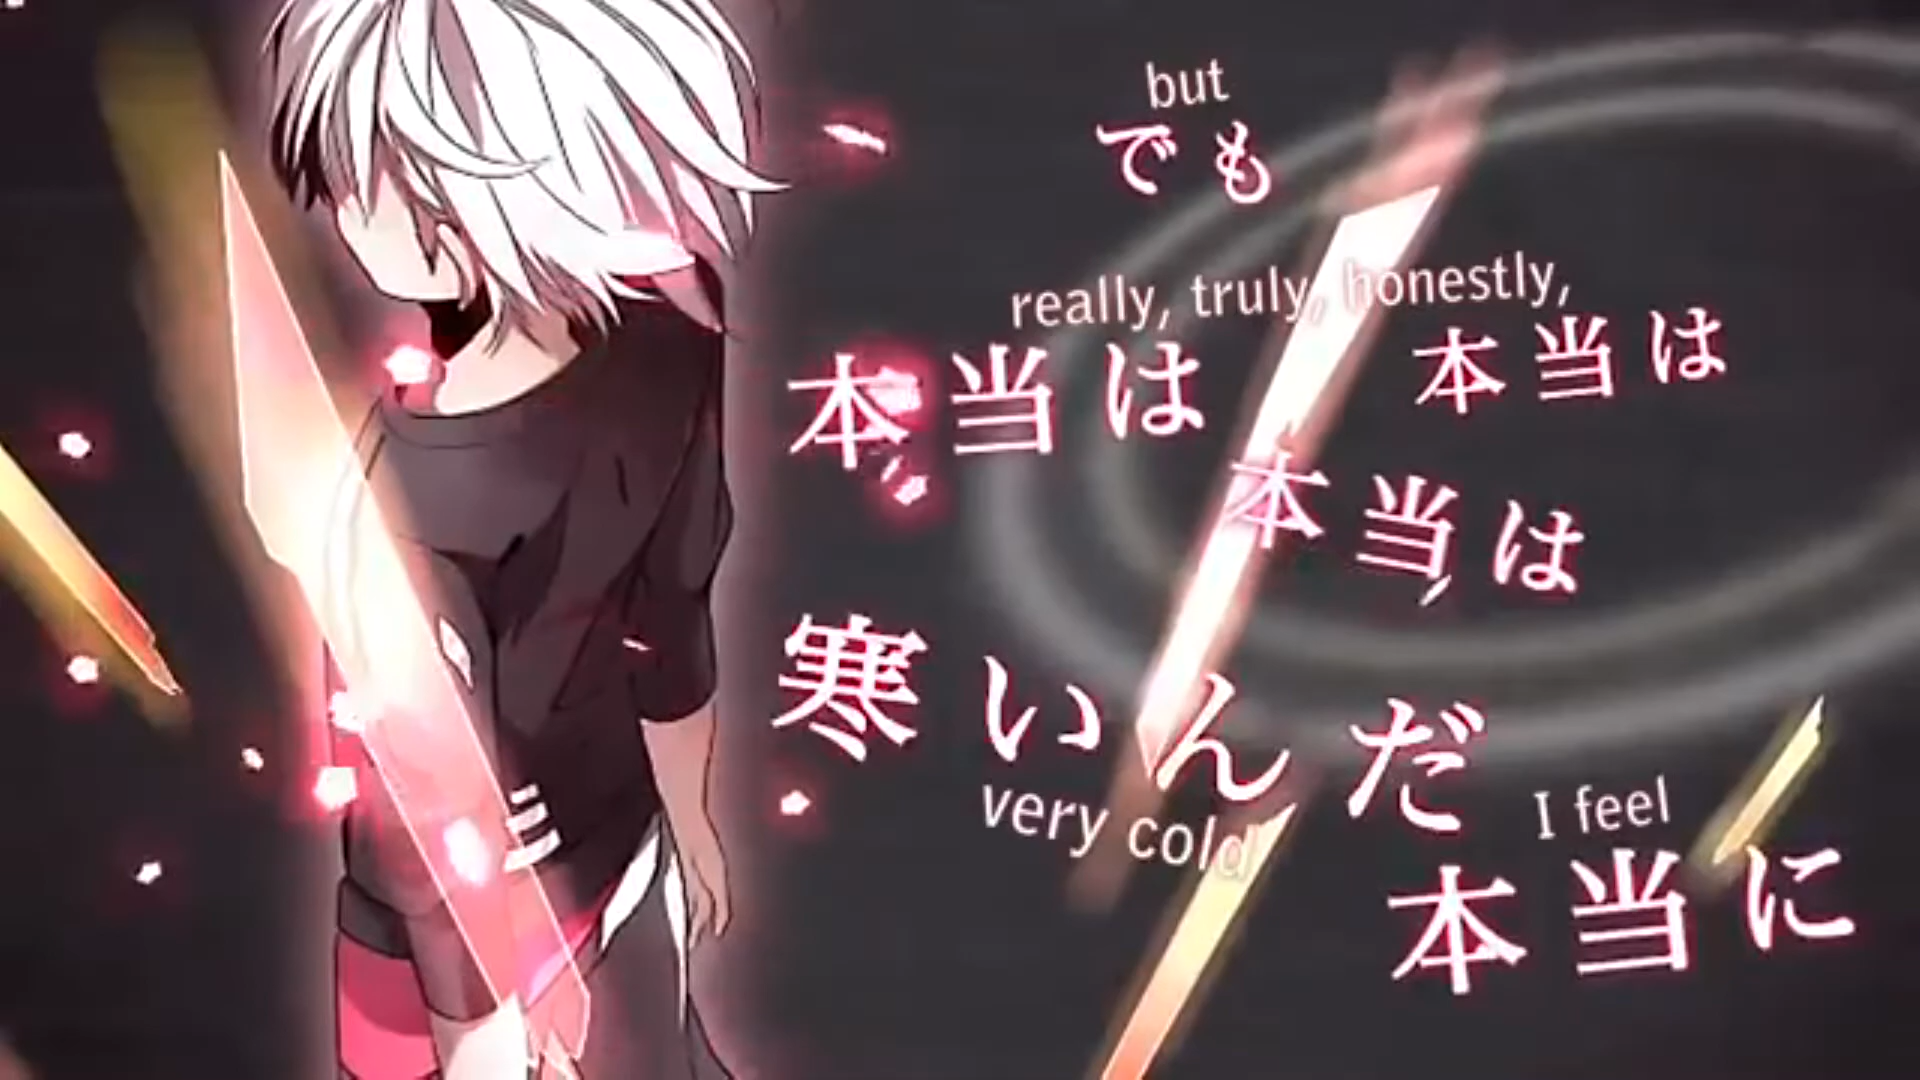 but
でも
really, truly, honestly,
本当は 本当は
本当は、
寒いんだ
very cold I feel
本当に